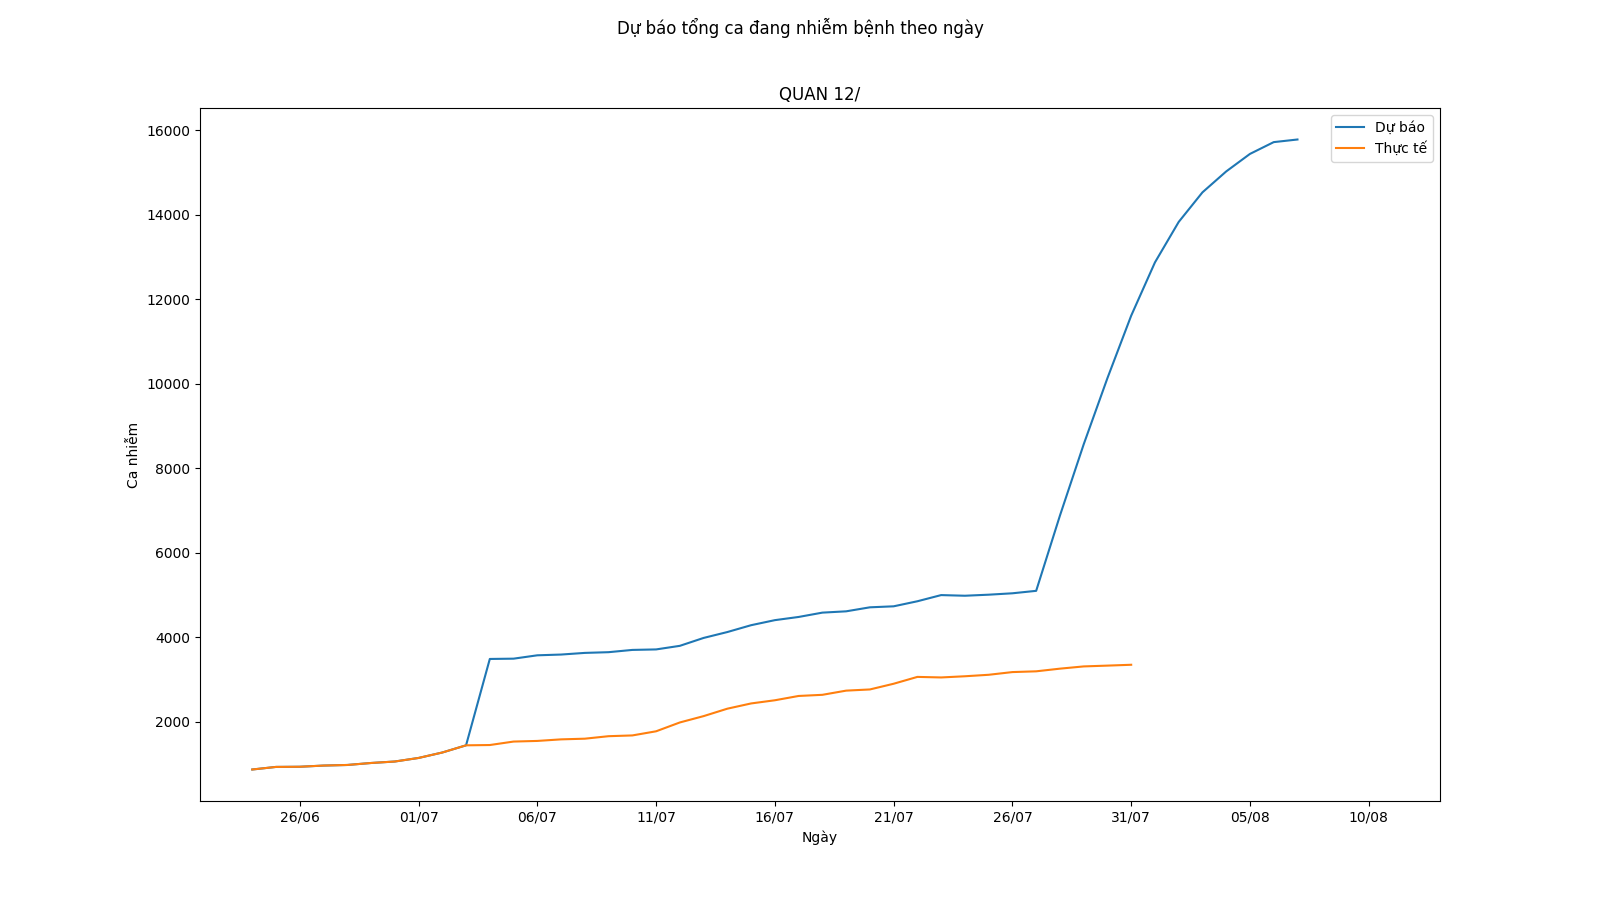 Dự báo tổng ca đang nhiễm bệnh theo ngày
QUAN 12/
Dự báo
Thực tế
Ca nhiễm
16000
14000
12000
10000
8000
6000
4000
2000
26/06 01/07 06/07 11/07 16/07 21/07 26/07 31/07 05/08 10/08
Ngày